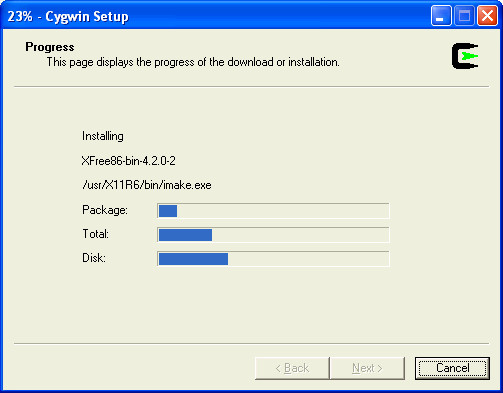 23% - Cygwin Setup
Progress
This page displays the progress of the download or installation.
Installing
XFree86-bin-4.2.0-2
/usr/X11R6/bin/imake.exe
Package:
Total:
Disk:
< Back
Next >
Cancel